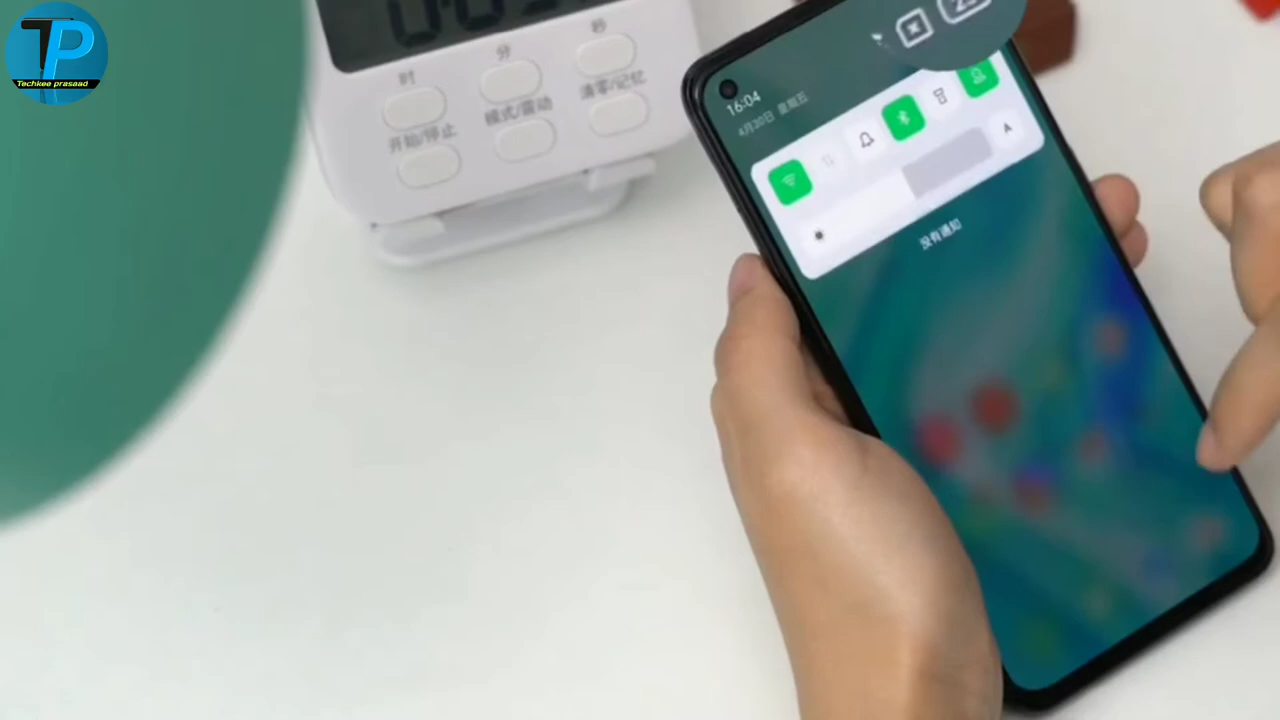 TP
Techkee prasaad
时
分
秒
开始/停止
模式/震动
清零/记忆
16:04
4月30日 星期五
A
没有通知